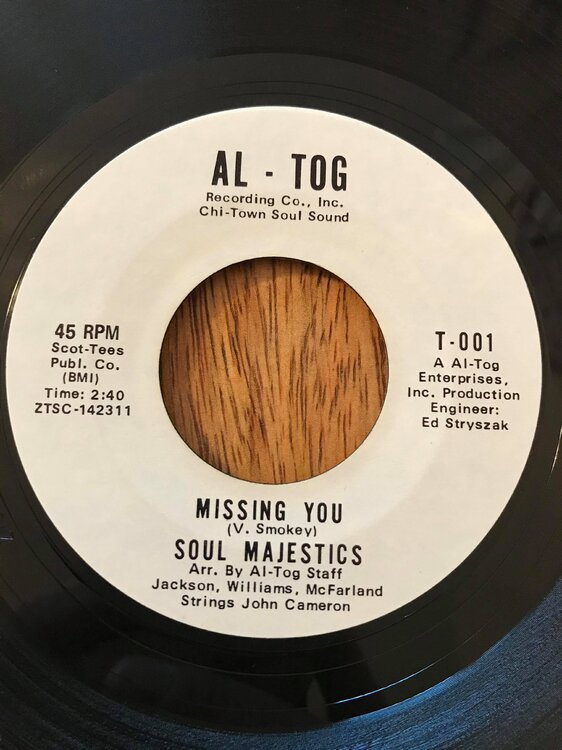 AL - TOG
Recording Co., Inc.
Chi-Town Soul Sound
45 RPM
Scot-Tees
Publ. Co.
(BMI)
Time: 2:40
ZTSC-142311
T-001
A Al-Tog
Enterprises,
Inc. Production
Engineer:
Ed Stryszak
MISSING YOU
(V. Smokey)
SOUL MAJESTICS
Arr. By Al-Tog Staff
Jackson, Williams, McFarland
Strings John Cameron